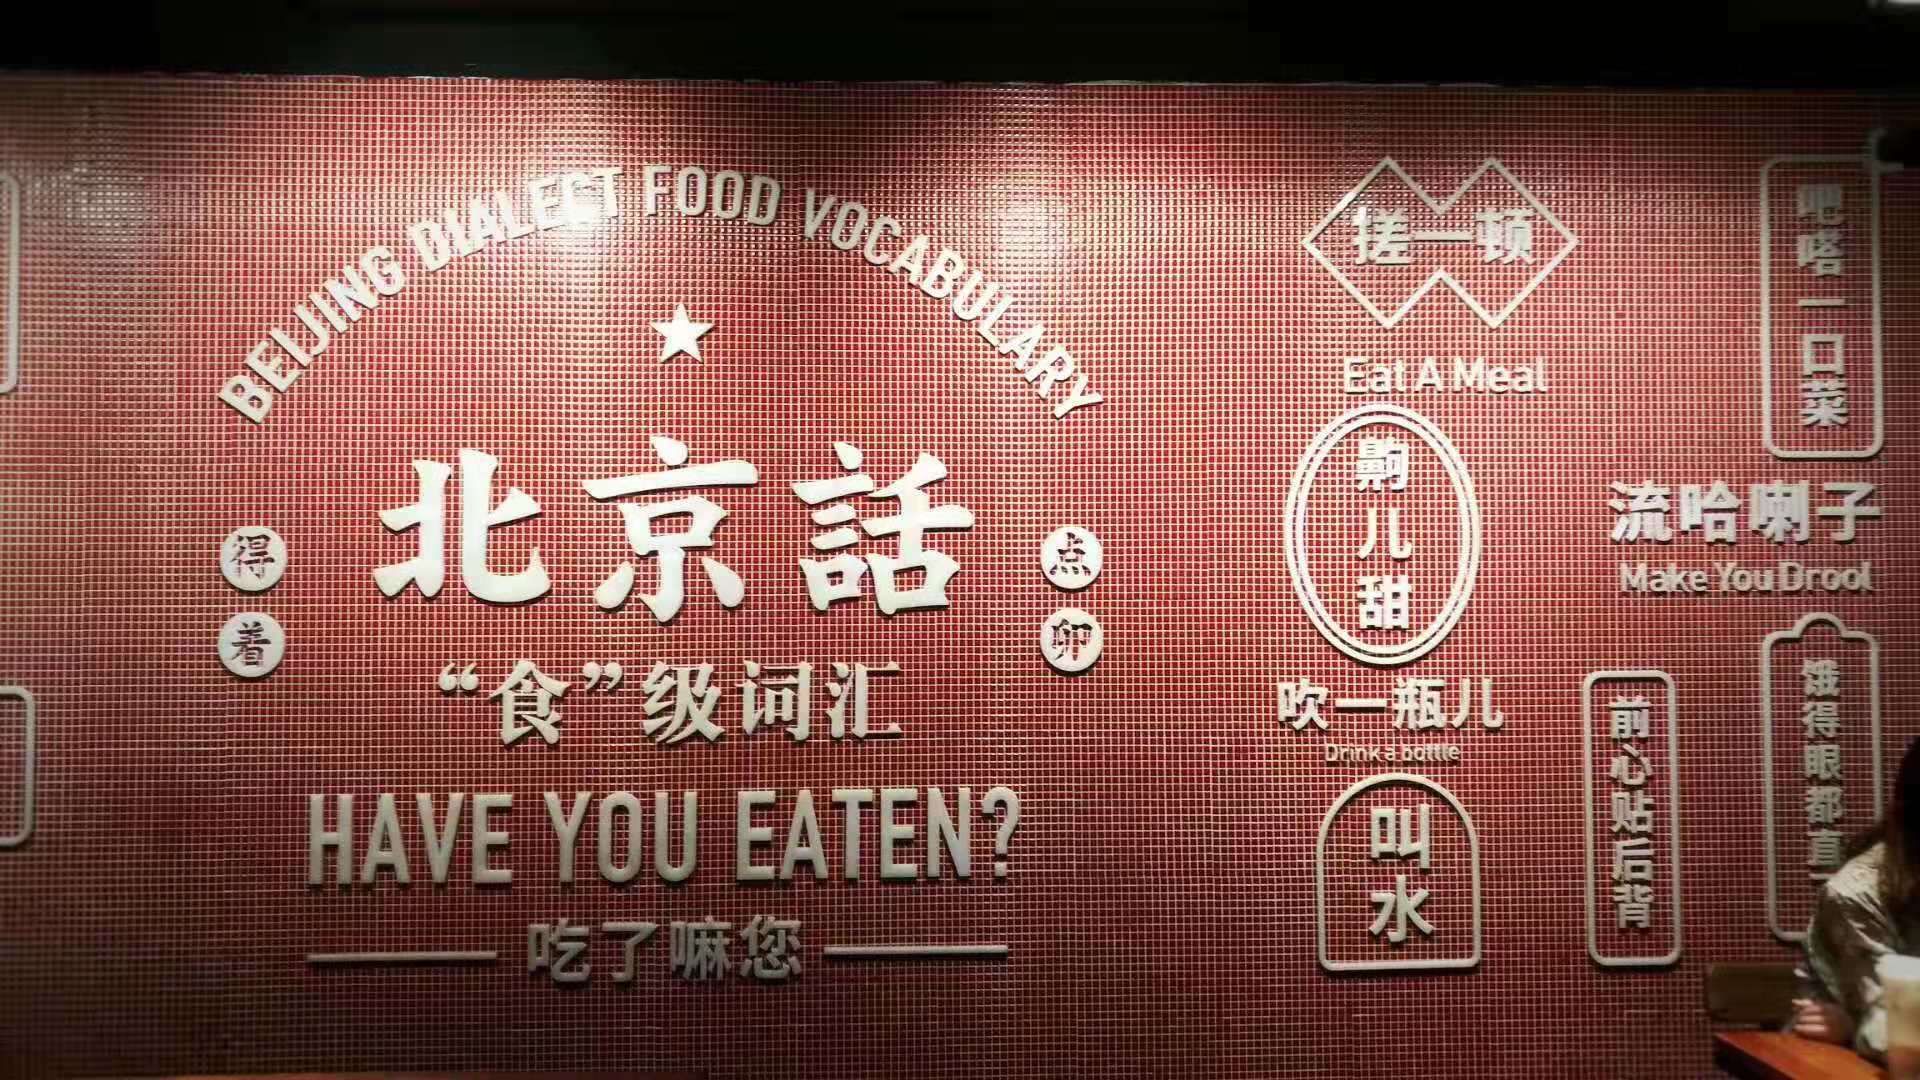 BEIJING DIALECT FOOD VOCABULARY
得着
北京話
点卯
“食”级词汇
HAVE YOU EATEN?
吃了嘛您
搓一顿
Eat A Meal
齁儿甜
吹一瓶儿
Drink a bottle
叫水
吧嗒一口菜
流哈喇子
Make You Drool
前心贴后背
饿得眼都直